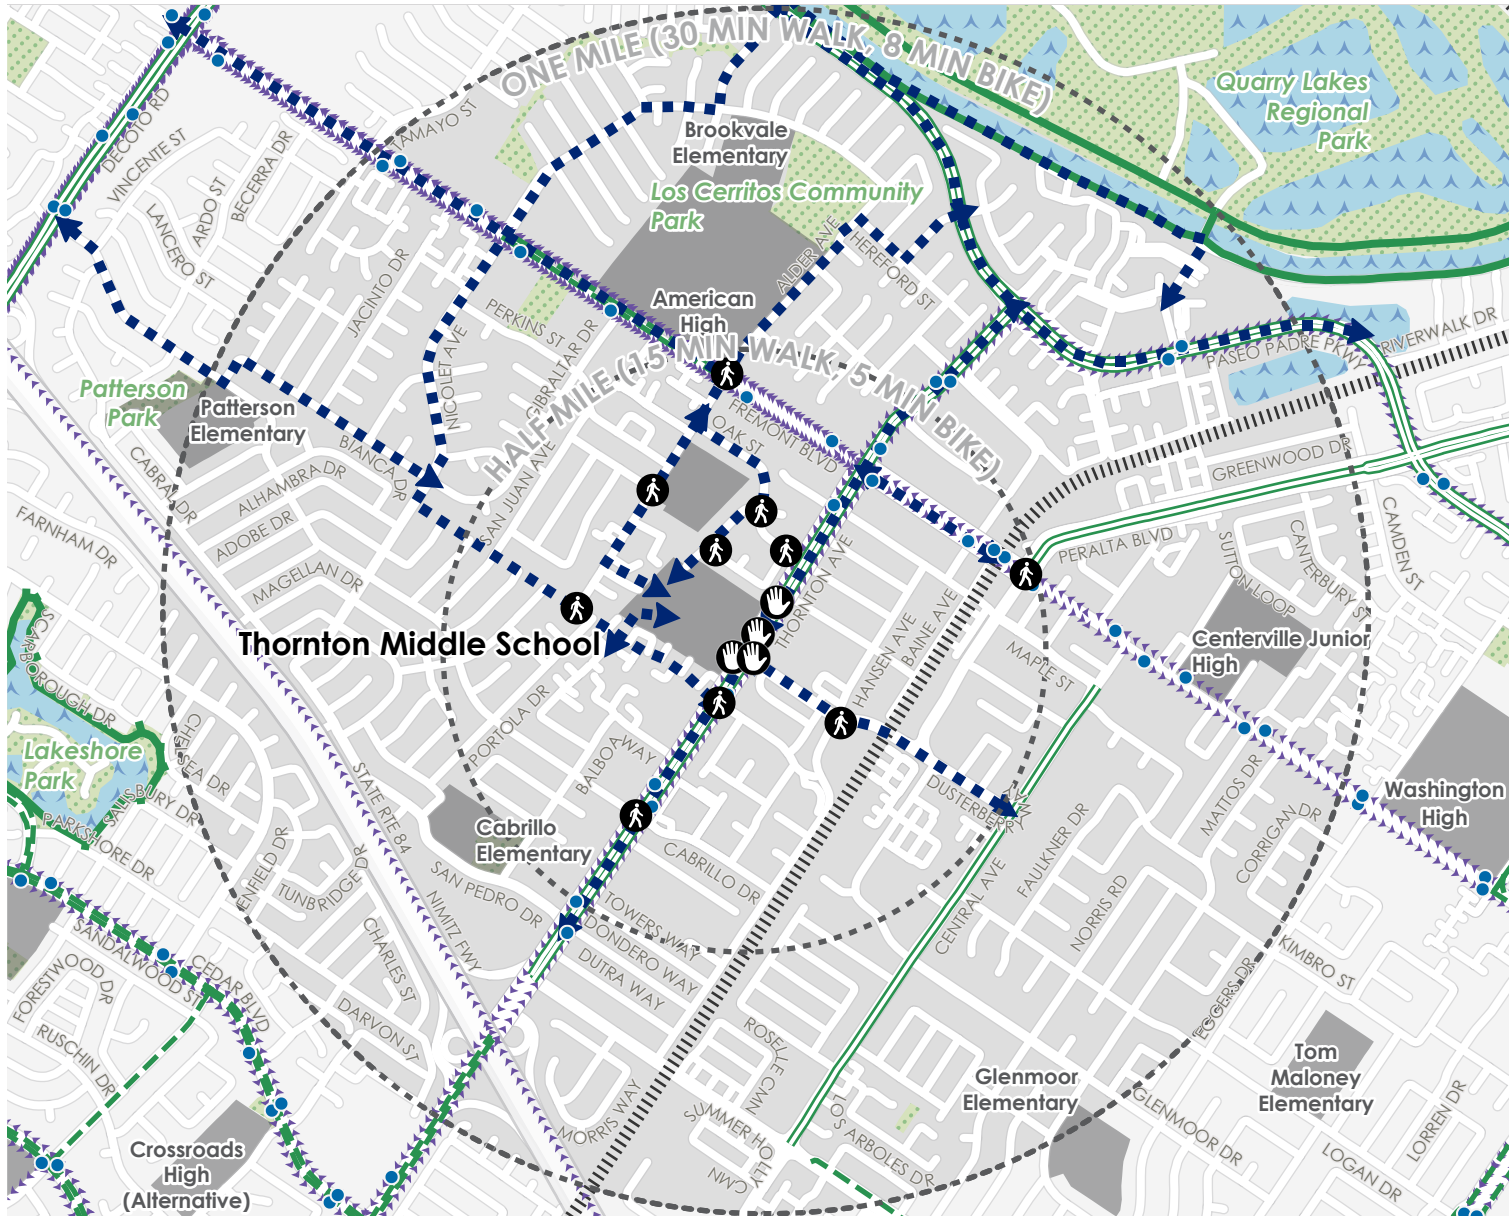 ONE MILE (30 MIN WALK, 8 MIN BIKE)
Quarry Lakes
Regional
Park
DECOTO RD
TAMAYO ST
VINCENTE ST
BECERRA DR
ARDO ST
LANCERO ST
Brookvale
Elementary
Los Cerritos Community
Park
ALDER AVE
HEREFORD ST
JACINTO DR
PERKINS ST
GIBRALTAR DR
NICOLET AVE
American
High
HALF MILE (15 MIN WALK, 5 MIN BIKE)
PASEO PADRE PKWY
RIVERWALK DR
Patterson
Park
Patterson
Elementary
FREMONT BLVD
OAK ST
BIANCA DR
CABRAL DR
ALHAMBRA DR
ADOBE DR
MAGELLAN DR
SAN JUAN AVE
GREENWOOD DR
FARNHAM DR
PERALTA BLVD
SUTTON LOOP
CANTERBURY ST
CAMDEN ST
THORNTON AVE
HANSEN AVE
BAINE AVE
MAPLE ST
Thornton Middle School
Centerville Junior
High
SCARBOROUGH DR
CHELSEA DR
Lakeshore
Park
SALISBURY DR
PARKSHORE DR
PORTOLA DR
BALBOA WAY
STATE RTE 84
DUSTERBERRY
WAY
FAULKNER DR
MATTOS DR
CORRIGAN DR
Washington
High
Cabrillo
Elementary
CABRILLO DR
ENFIELD DR
TUNBRIDGE DR
SAN PEDRO DR
NIMITZ FWY
TOWERS WAY
DONDERO WAY
DUTRA WAY
CENTRAL AVE
NORRIS RD
SANDALWOOD ST
CEDAR BLVD
FORESTWOOD DR
RUSCHIN DR
CHARLES ST
DARVON ST
KIMBRO ST
EGGERS DR
ROSELLE CMN
MORRIS WAY
SUMMER HOLLY
CMN
LOS ARBOLES DR
Glenmoor
Elementary
GLENMOOR DR
Tom
Maloney
Elementary
LOGAN DR
LORREN DR
Crossroads
High
(Alternative)